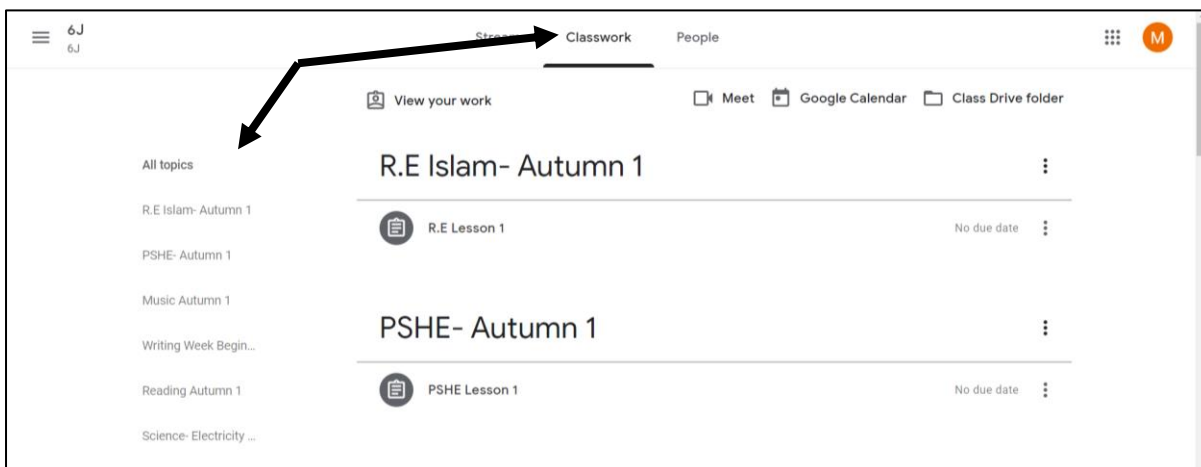 6J
6J
Stream Classwork People
M
View your work
Meet Google Calendar Class Drive folder
All topics
R.E Islam- Autumn 1
PSHE- Autumn 1
Music Autumn 1
Writing Week Begin...
Reading Autumn 1
Science- Electricity ...
R.E Islam- Autumn 1
R.E Lesson 1 No due date
PSHE- Autumn 1
PSHE Lesson 1 No due date